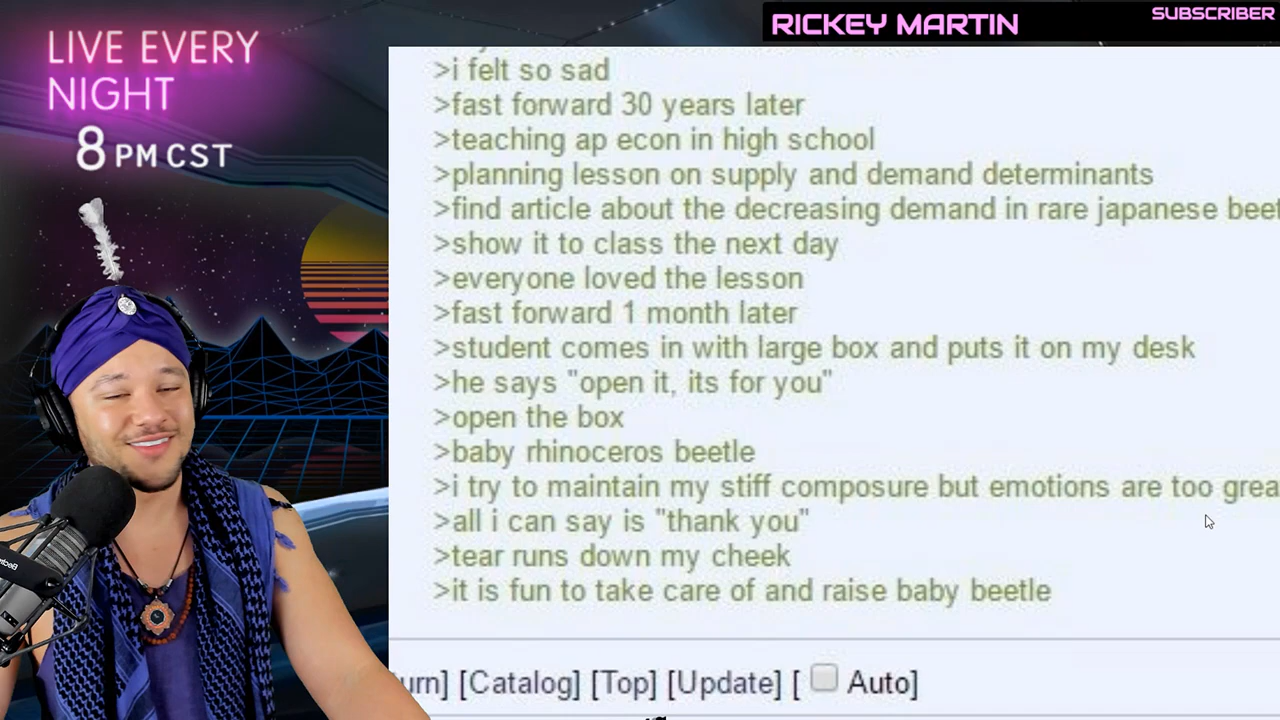 LIVE EVERY
NIGHT
8 PM CST
RICKEY MARTIN
SUBSCRIBER
>i felt so sad
>fast forward 30 years later
>teaching ap econ in high school
>planning lesson on supply and demand determinants
>find article about the decreasing demand in rare japanese beet
>show it to class the next day
>everyone loved the lesson
>fast forward 1 month later
>student comes in with large box and puts it on my desk
>he says "open it, its for you"
>open the box
>baby rhinoceros beetle
>i try to maintain my stiff composure but emotions are too grea
>all i can say is "thank you"
>tear runs down my cheek
>it is fun to take care of and raise baby beetle
urn] [Catalog] [Top] [Update] [ Auto]